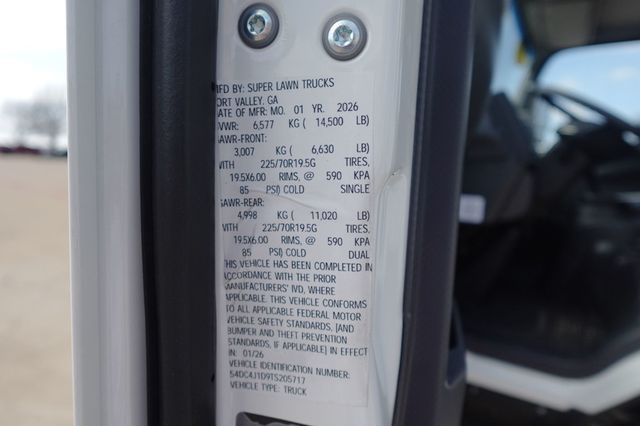 MFD BY: SUPER LAWN TRUCKS
ORT VALLEY, GA
ATE OF MFR: MO. 01 YR. 2026
VWR: 6,577 KG ( 14,500 LB)
GAWR-FRONT:
3,007 KG ( 6,630 LB)
WITH 225/70R19.5G TIRES,
19.5X6.00 RIMS, @ 590 KPA
85 PSI) COLD SINGLE
GAWR-REAR:
4,998 KG ( 11,020 LB)
WITH 225/70R19.5G TIRES,
19.5X6.00 RIMS, @ 590 KPA
85 PSI) COLD DUAL
THIS VEHICLE HAS BEEN COMPLETED IN
ACCORDANCE WITH THE PRIOR
MANUFACTURERS' IVD, WHERE
APPLICABLE. THIS VEHICLE CONFORMS
TO ALL APPLICABLE FEDERAL MOTOR
VEHICLE SAFETY STANDARDS, [AND
BUMPER AND THEFT PREVENTION
STANDARDS, IF APPLICABLE] IN EFFECT
IN: 01/26
VEHICLE IDENTIFICATION NUMBER:
54DC4J1D9TS205717
VEHICLE TYPE: TRUCK